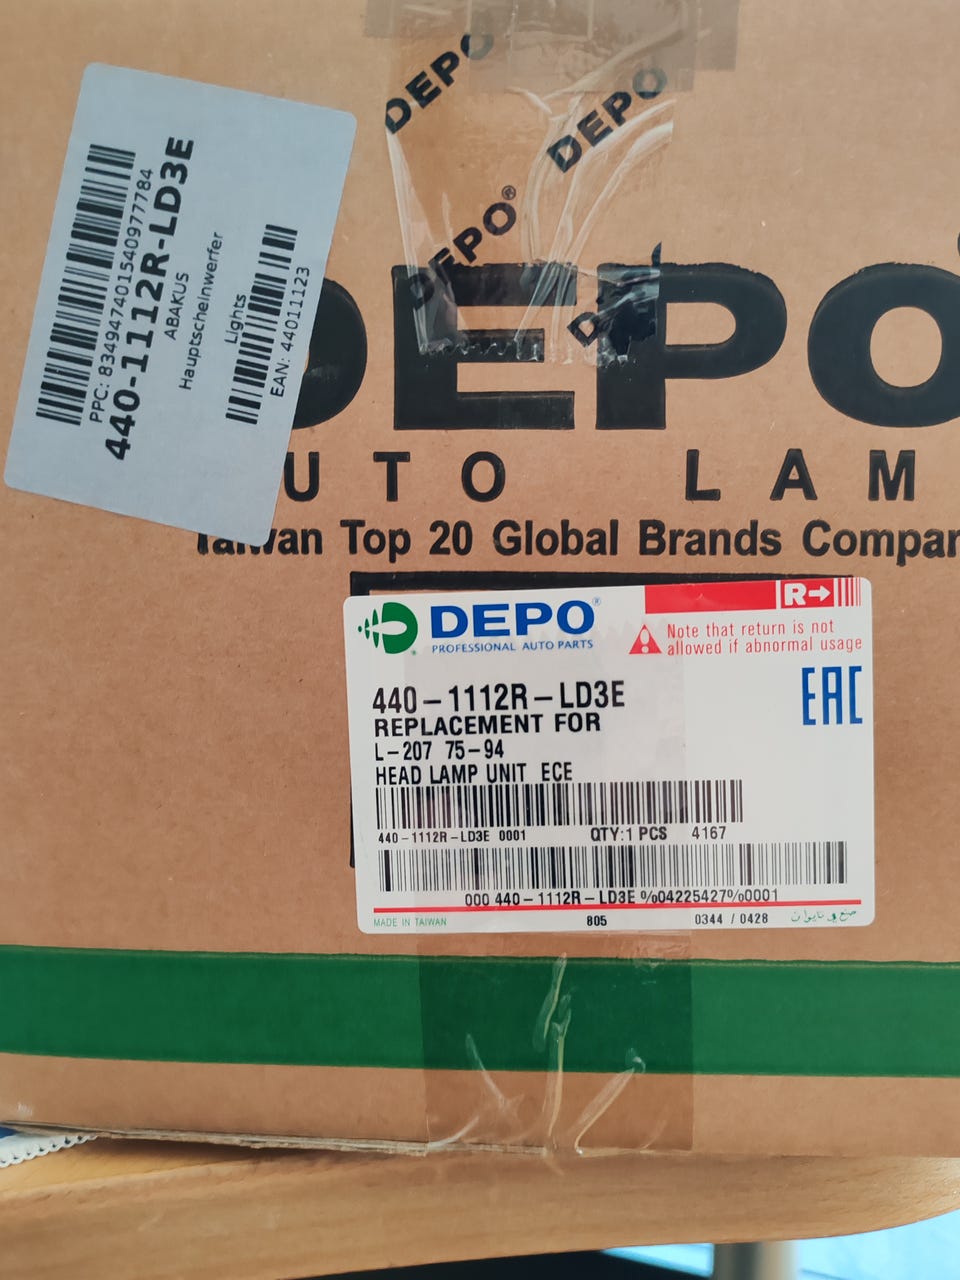 DEPO
DEPO
DEPO®
DEPO
AUTO LAM
Taiwan Top 20 Global Brands Compan
PPC: 8349474015409777784
440-1112R-LD3E
ABAKUS
Hauptscheinwerfer
Lights
EAN: 44011123
DEPO®
PROFESSIONAL AUTO PARTS
R→
Note that return is not
allowed if abnormal usage
440-1112R-LD3E
REPLACEMENT FOR
EAC
L-207 75-94
HEAD LAMP UNIT ECE
440-1112R-LD3E 0001 QTY:1 PCS 4167
000 440-1112R-LD3E %04225427%0001
MADE IN TAIWAN 805 0344 / 0428 صنع في تايوان